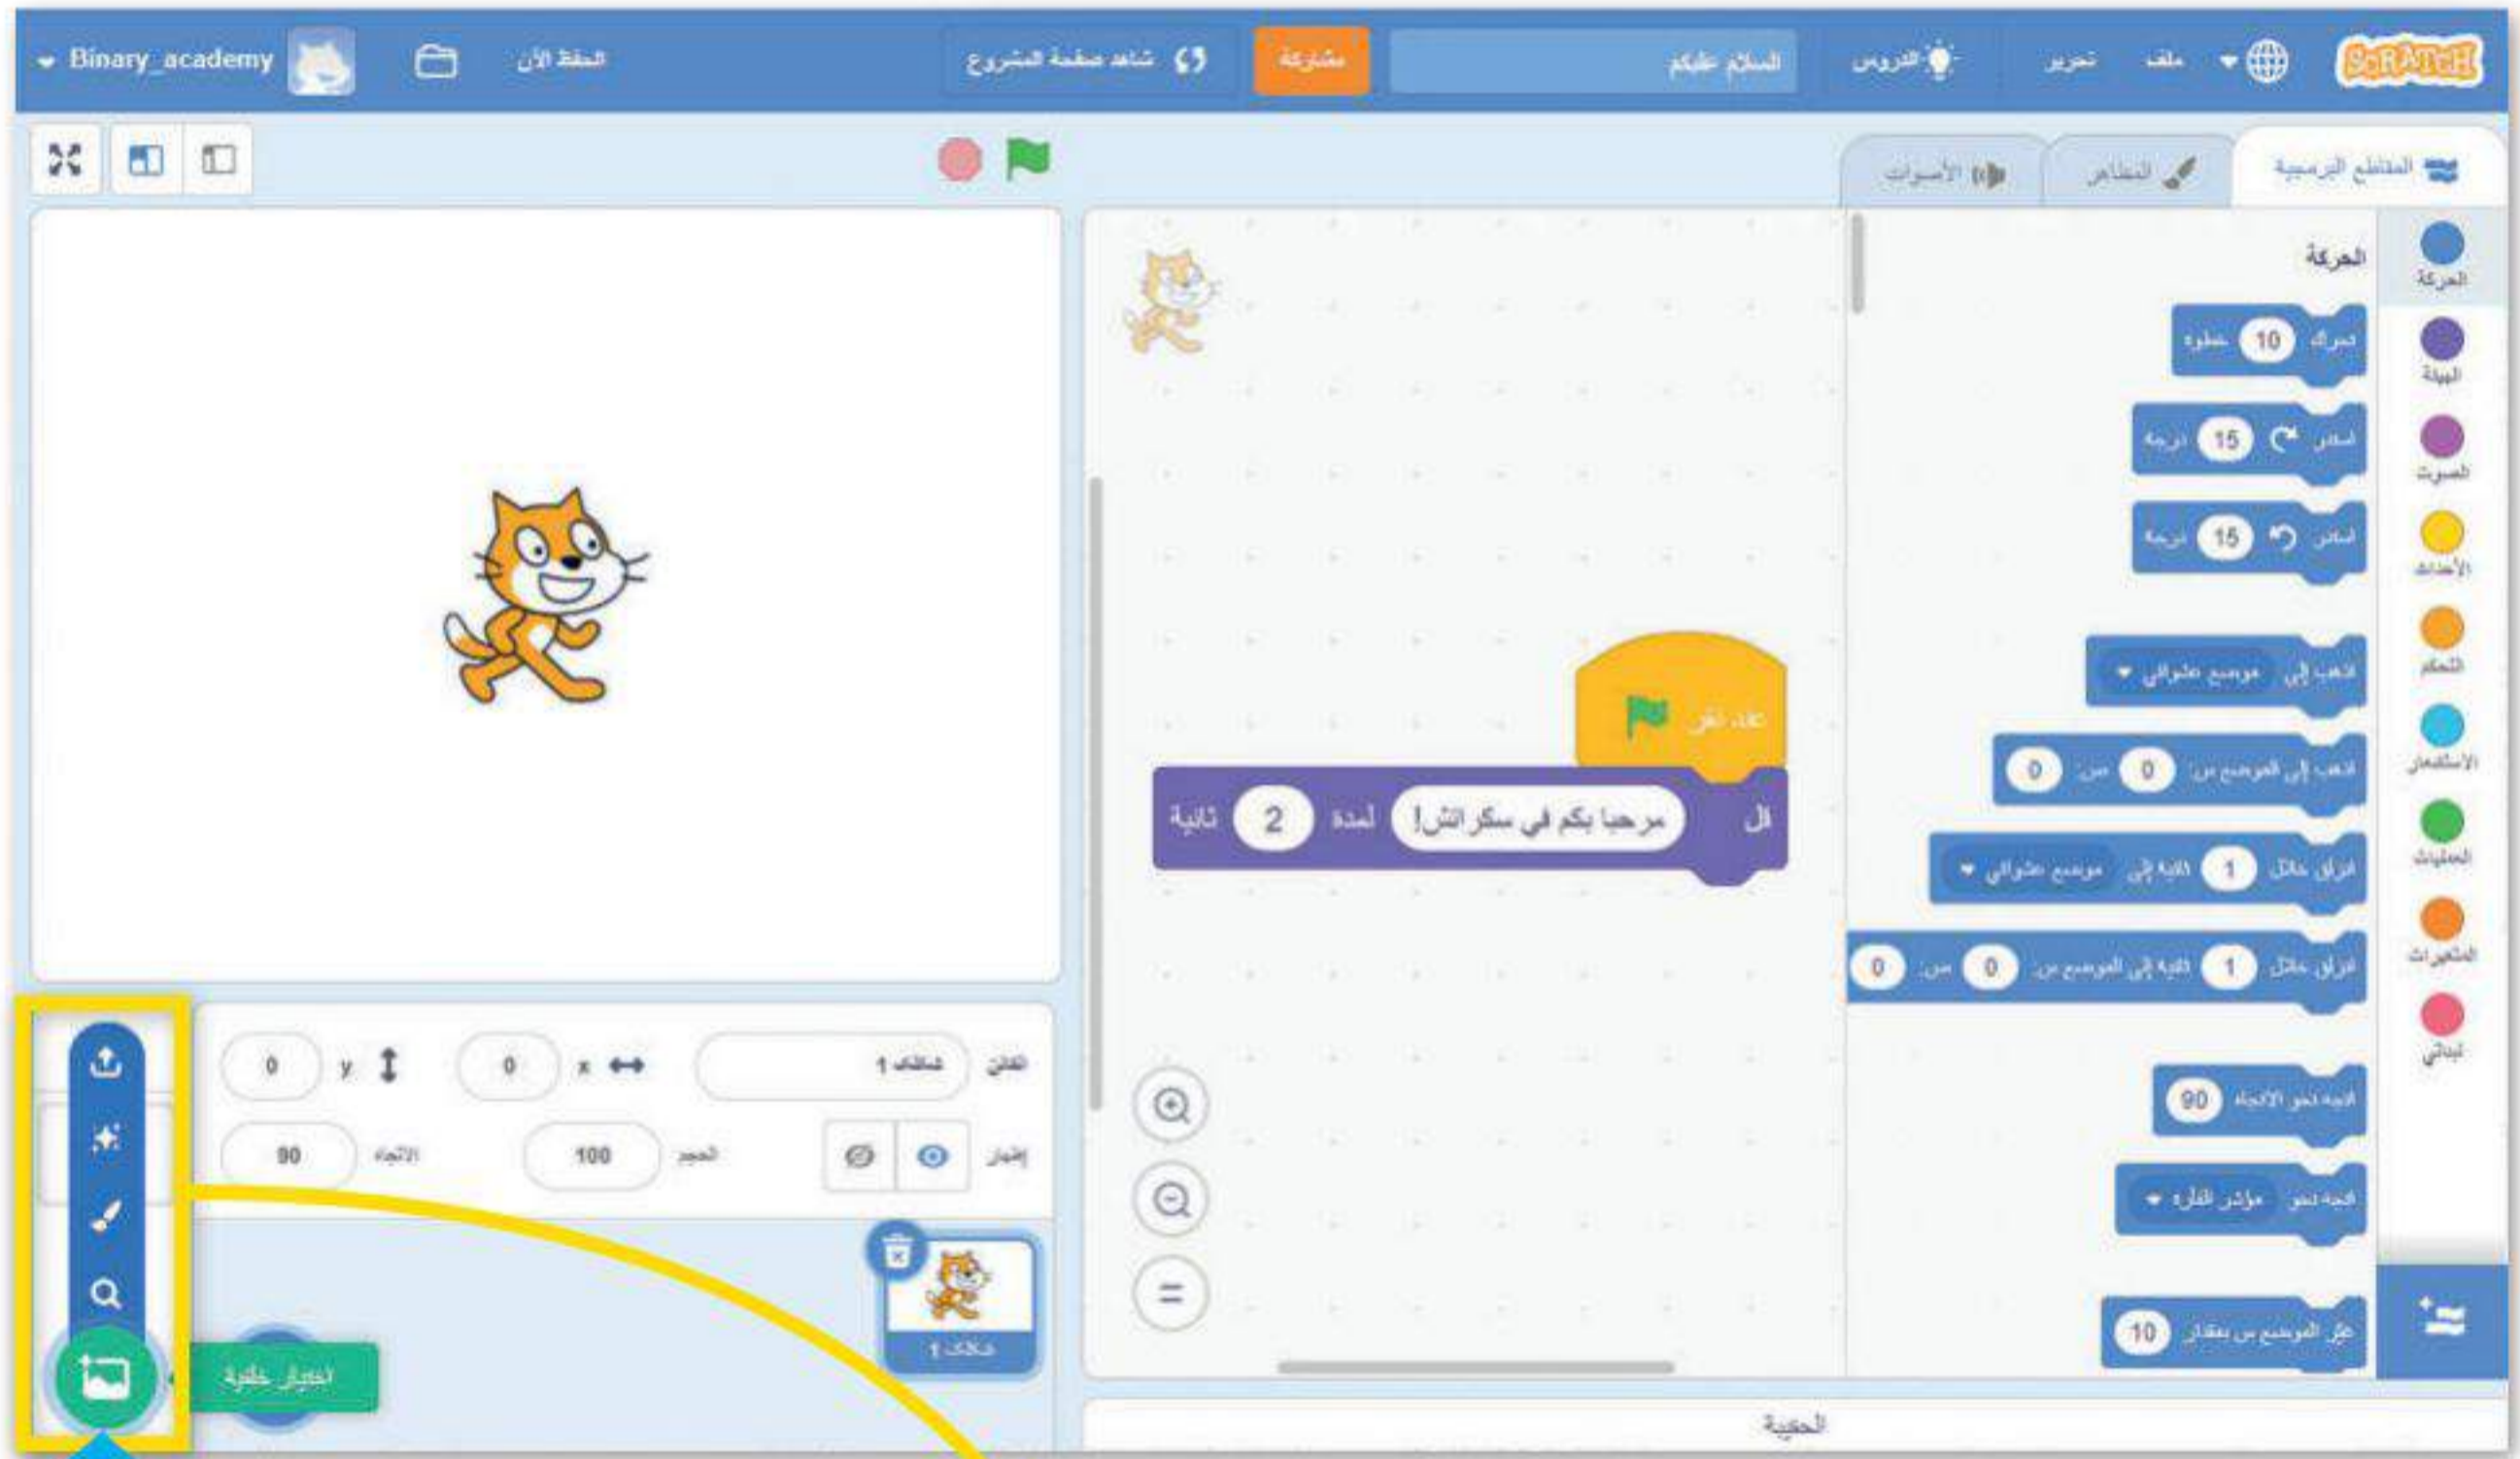 SCRATCH ملف تحرير الدروس السلام عليكم مشاركة شاهد صفحة المشروع الحفظ الآن Binary_academy
المقاطع البرمجية المظاهر الأصوات
الحركة
الهيئة
الصوت
الأحداث
التحكم
الاستشعار
العمليات
المتغيرات
لبناتي
الحركة
تحرك 10 خطوة
استدر 15 درجة
استدر 15 درجة
اذهب إلى موضع عشوائي
اذهب إلى الموضع س: 0 ص: 0
انزلق خلال 1 ثانية إلى موضع عشوائي
انزلق خلال 1 ثانية إلى الموضع س: 0 ص: 0
اتجه نحو الاتجاه 90
اتجه نحو مؤشر الفأرة
غيّر الموضع س بمقدار 10
عند نقر
قل مرحبا بكم في سكراتش! لمدة 2 ثانية
الكائن 1 x 0 y 0
إظهار الحجم 100 الاتجاه 90
اختيار خلفية
الحقيبة